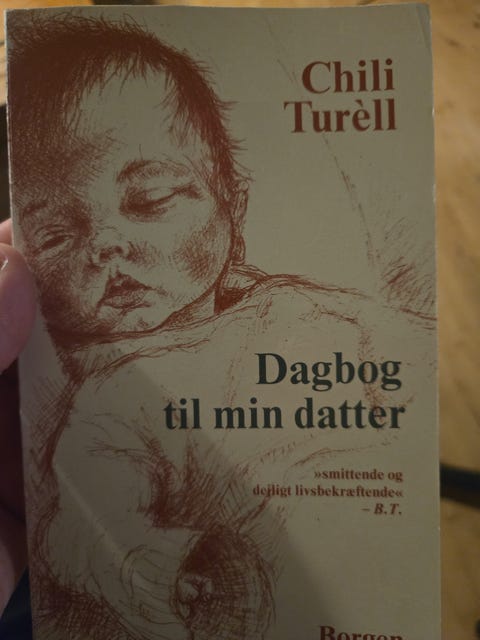 Chili
Turèll
Dagbog
til min datter
»smittende og
dejligt livsbekræftende«
– B.T.
Borgen